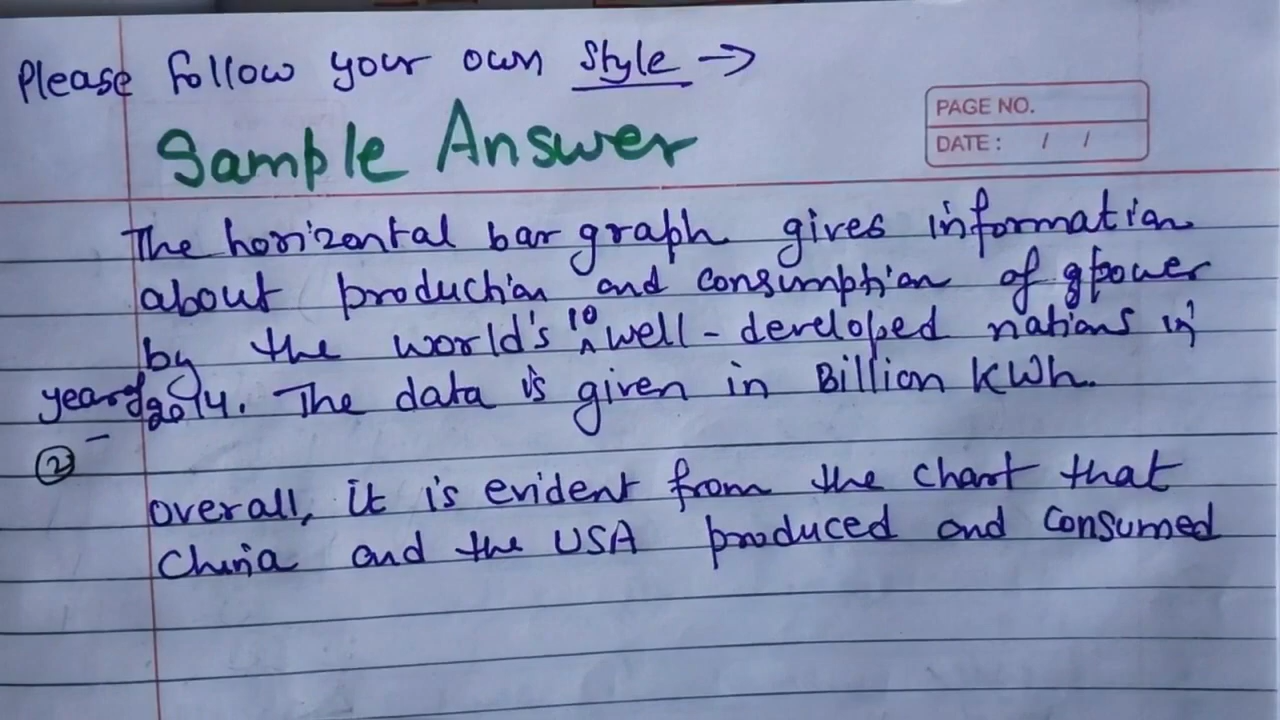 Please follow your own style →
Sample Answer
PAGE NO.
DATE : / /
The horizental bar graph gives information
about production and consumption of power
by the world's 10 well-developed nations in
year of 2014. The data is given in Billion KWh.
②
overall, it is evident from the chart that
China and the USA produced and consumed